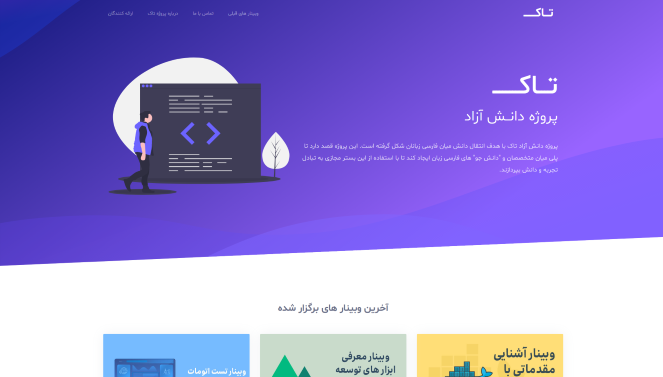 تاک
وبینار های قبلی
تماس با ما
درباره پروژه تاک
ارائه کنندگان
تاک
پروژه دانش آزاد
پروژه دانش آزاد تاک با هدف انتقال دانش میان فارسی زبانان شکل گرفته است. این پروژه قصد دارد تا
پلی میان متخصصان و "دانش جو" های فارسی زبان ایجاد کند تا با استفاده از این بستر مجازی به تبادل
تجربه و دانش بپردازند.
آخرین وبینار های برگزار شده
وبینار آشنایی
مقدماتی با
وبینار معرفی
ابزار های توسعه
وبینار تست اتومات